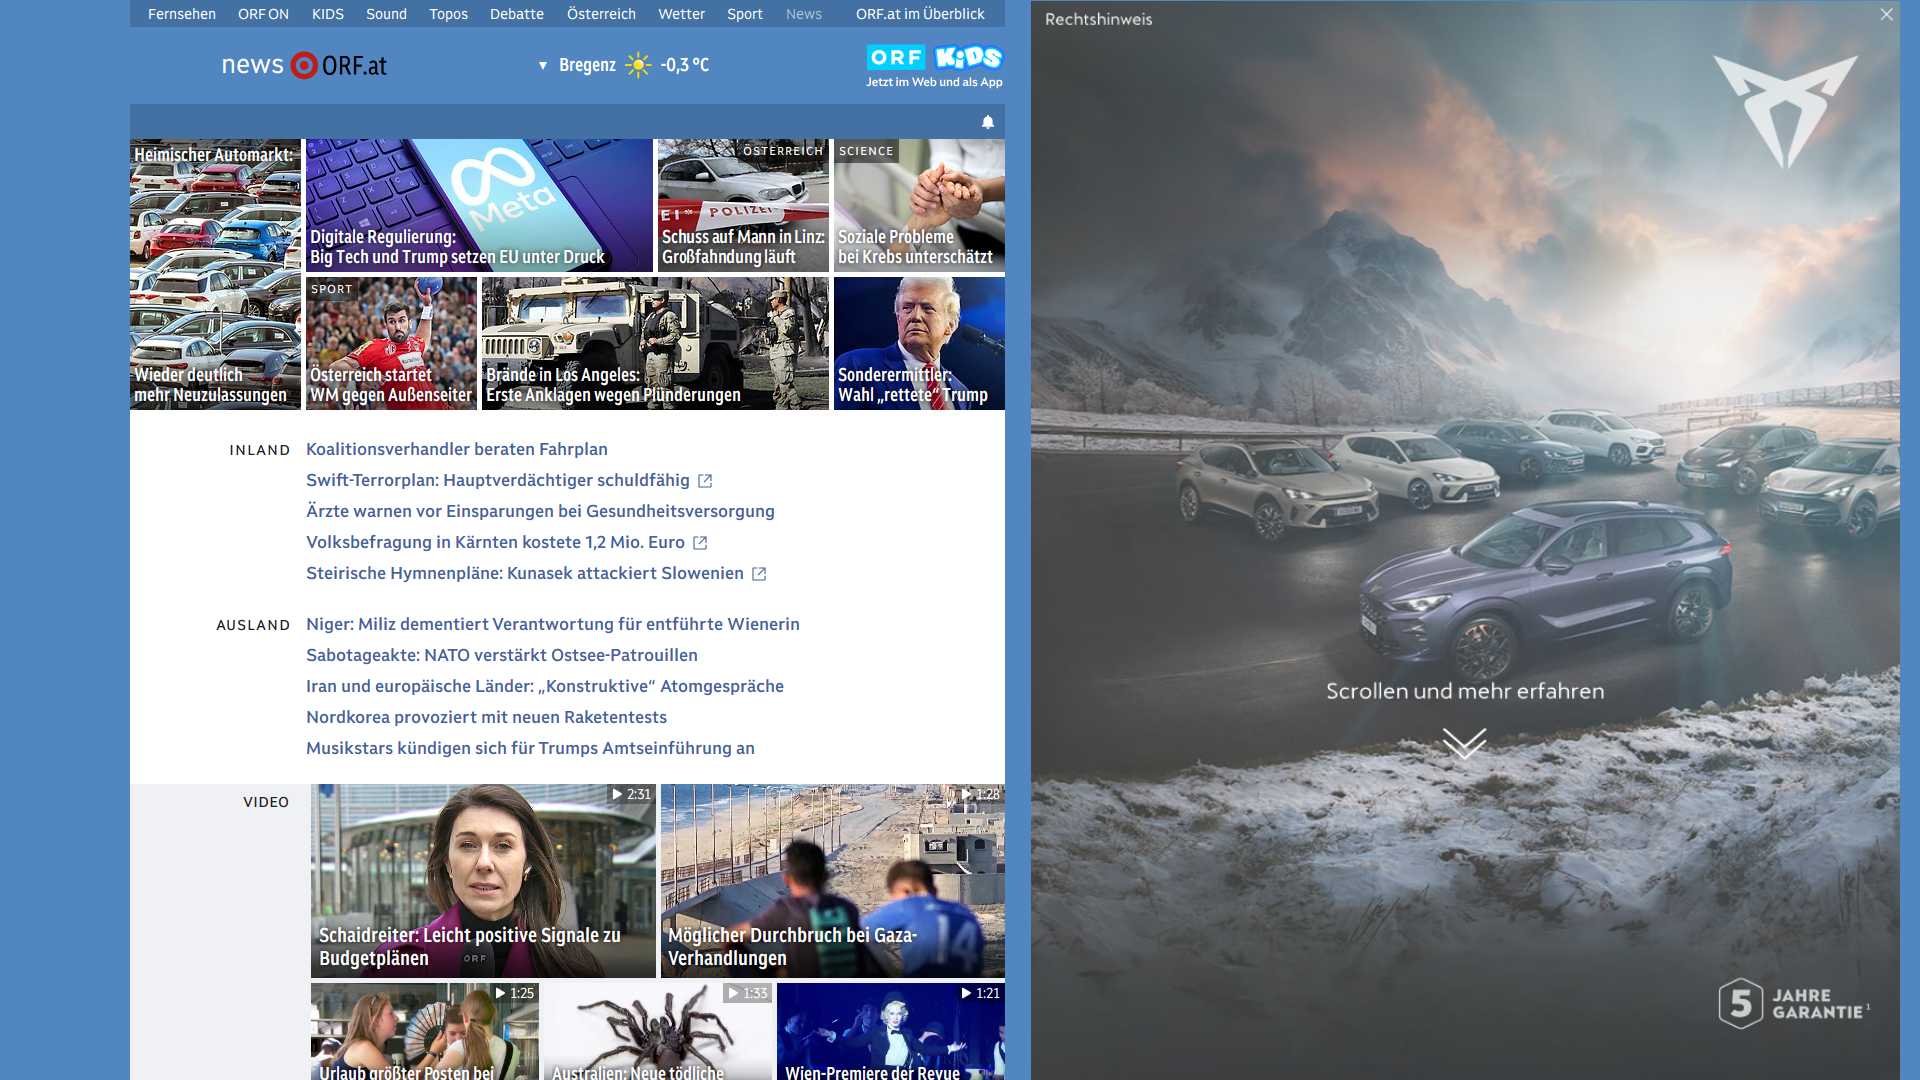 Fernsehen ORF ON KIDS Sound Topos Debatte Österreich Wetter Sport News ORF.at im Überblick
news ORF.at
Bregenz -0,3 °C
ORF KiDS
Jetzt im Web und als App
Heimischer Automarkt:
Wieder deutlich
mehr Neuzulassungen
Meta
Digitale Regulierung:
Big Tech und Trump setzen EU unter Druck
ÖSTERREICH
POLIZEI
Schuss auf Mann in Linz:
Großfahndung läuft
SCIENCE
Soziale Probleme
bei Krebs unterschätzt
SPORT
Österreich startet
WM gegen Außenseiter
Brände in Los Angeles:
Erste Anklagen wegen Plünderungen
Sonderermittler:
Wahl „rettete“ Trump
INLAND
Koalitionsverhandler beraten Fahrplan
Swift-Terrorplan: Hauptverdächtiger schuldfähig
Ärzte warnen vor Einsparungen bei Gesundheitsversorgung
Volksbefragung in Kärnten kostete 1,2 Mio. Euro
Steirische Hymnenpläne: Kunasek attackiert Slowenien
AUSLAND
Niger: Miliz dementiert Verantwortung für entführte Wienerin
Sabotageakte: NATO verstärkt Ostsee-Patrouillen
Iran und europäische Länder: „Konstruktive“ Atomgespräche
Nordkorea provoziert mit neuen Raketentests
Musikstars kündigen sich für Trumps Amtseinführung an
VIDEO
2:31
Schaidreiter: Leicht positive Signale zu
Budgetplänen
ORF
1:28
14
Möglicher Durchbruch bei Gaza-
Verhandlungen
1:25
Urlaub größter Posten bei
1:33
Australien: Neue tödliche
1:21
Wien-Premiere der Revue
Rechtshinweis
Scrollen und mehr erfahren
5 JAHRE
GARANTIE¹